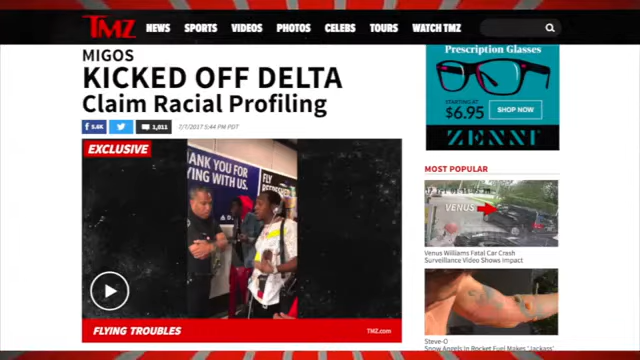 TMZ
NEWS SPORTS VIDEOS PHOTOS CELEBS TOURS WATCH TMZ
MIGOS
KICKED OFF DELTA
Claim Racial Profiling
5.6K
1,011
7/7/2017 5:44 PM PDT
EXCLUSIVE
ANK YOU FOR
YING WITH US.
FLY
FLYING TROUBLES
TMZ.com
Prescription Glasses
STARTING AT
$6.95
SHOP NOW
ZENNI
MOST POPULAR
VENUS
Venus Williams Fatal Car Crash
Surveillance Video Shows Impact
Steve-O
Snow Angels In Rocket Fuel Makes 'Jackass'